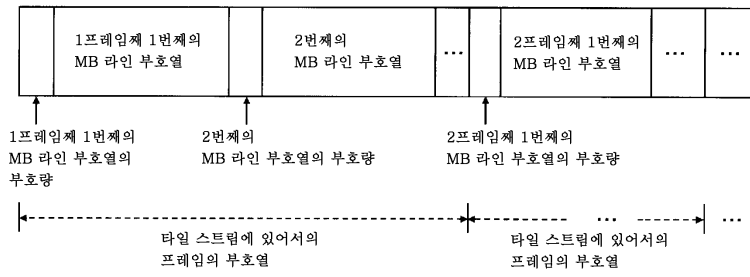 1프레임째 1번째의
MB 라인 부호열
2번째의
MB 라인 부호열
...
2프레임째 1번째의
MB 라인 부호열
...
...
1프레임째 1번째의
MB 라인 부호열의
부호량
2번째의
MB 라인 부호열의 부호량
2프레임째 1번째의
MB 라인 부호열의 부호량
...
...
타일 스트림에 있어서의
프레임의 부호열
타일 스트림에 있어서의
프레임의 부호열